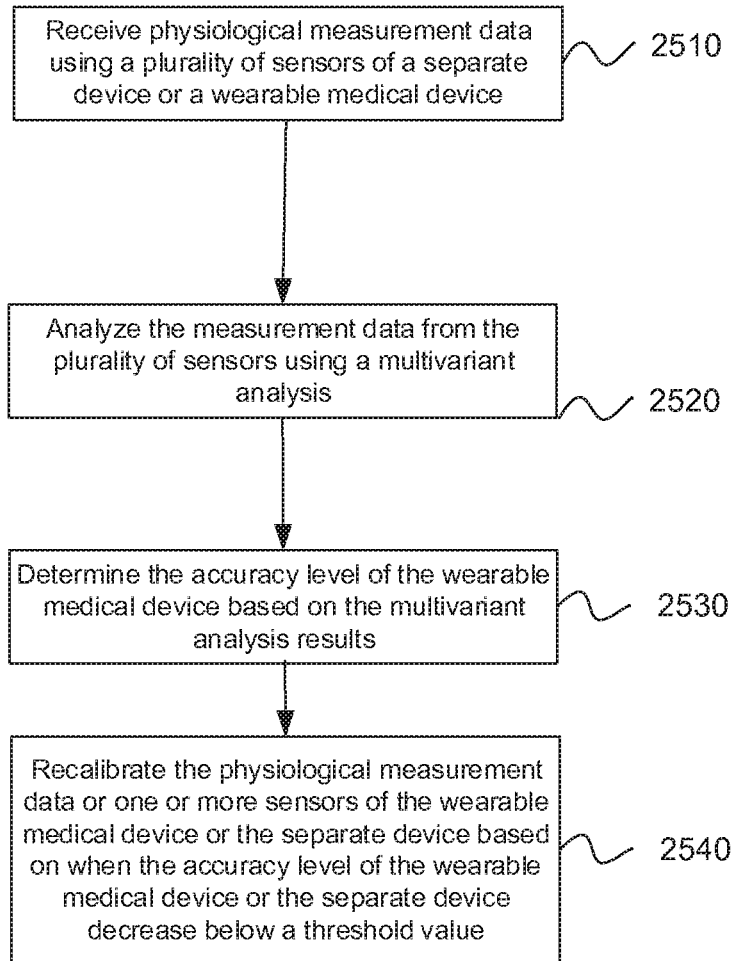 Receive physiological measurement data
using a plurality of sensors of a separate
device or a wearable medical device
2510
Analyze the measurement data from the
plurality of sensors using a multivariant
analysis
2520
Determine the accuracy level of the wearable
medical device based on the multivariant
analysis results
2530
Recalibrate the physiological measurement
data or one or more sensors of the wearable
medical device or the separate device based
on when the accuracy level of the wearable
medical device or the separate device
decrease below a threshold value
2540